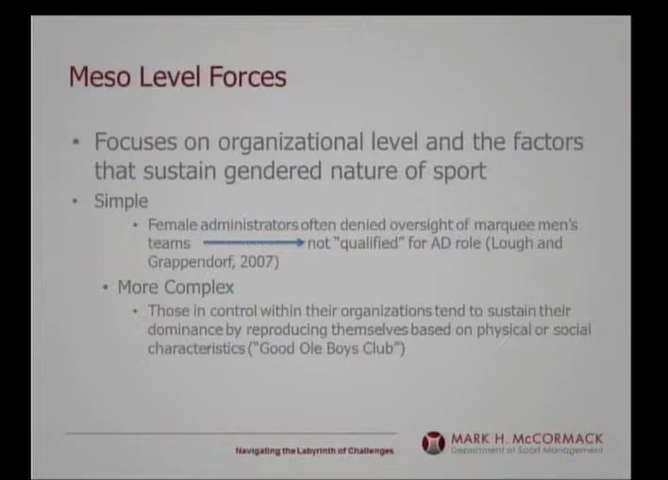 Meso Level Forces
• Focuses on organizational level and the factors
that sustain gendered nature of sport
• Simple
• Female administrators often denied oversight of marquee men's
teams not "qualified" for AD role (Lough and
Grappendorf, 2007)
• More Complex
• Those in control within their organizations tend to sustain their
dominance by reproducing themselves based on physical or social
characteristics ("Good Ole Boys Club")
Navigating the Labyrinth of Challenges
MARK H. McCORMACK
Department of Sport Management